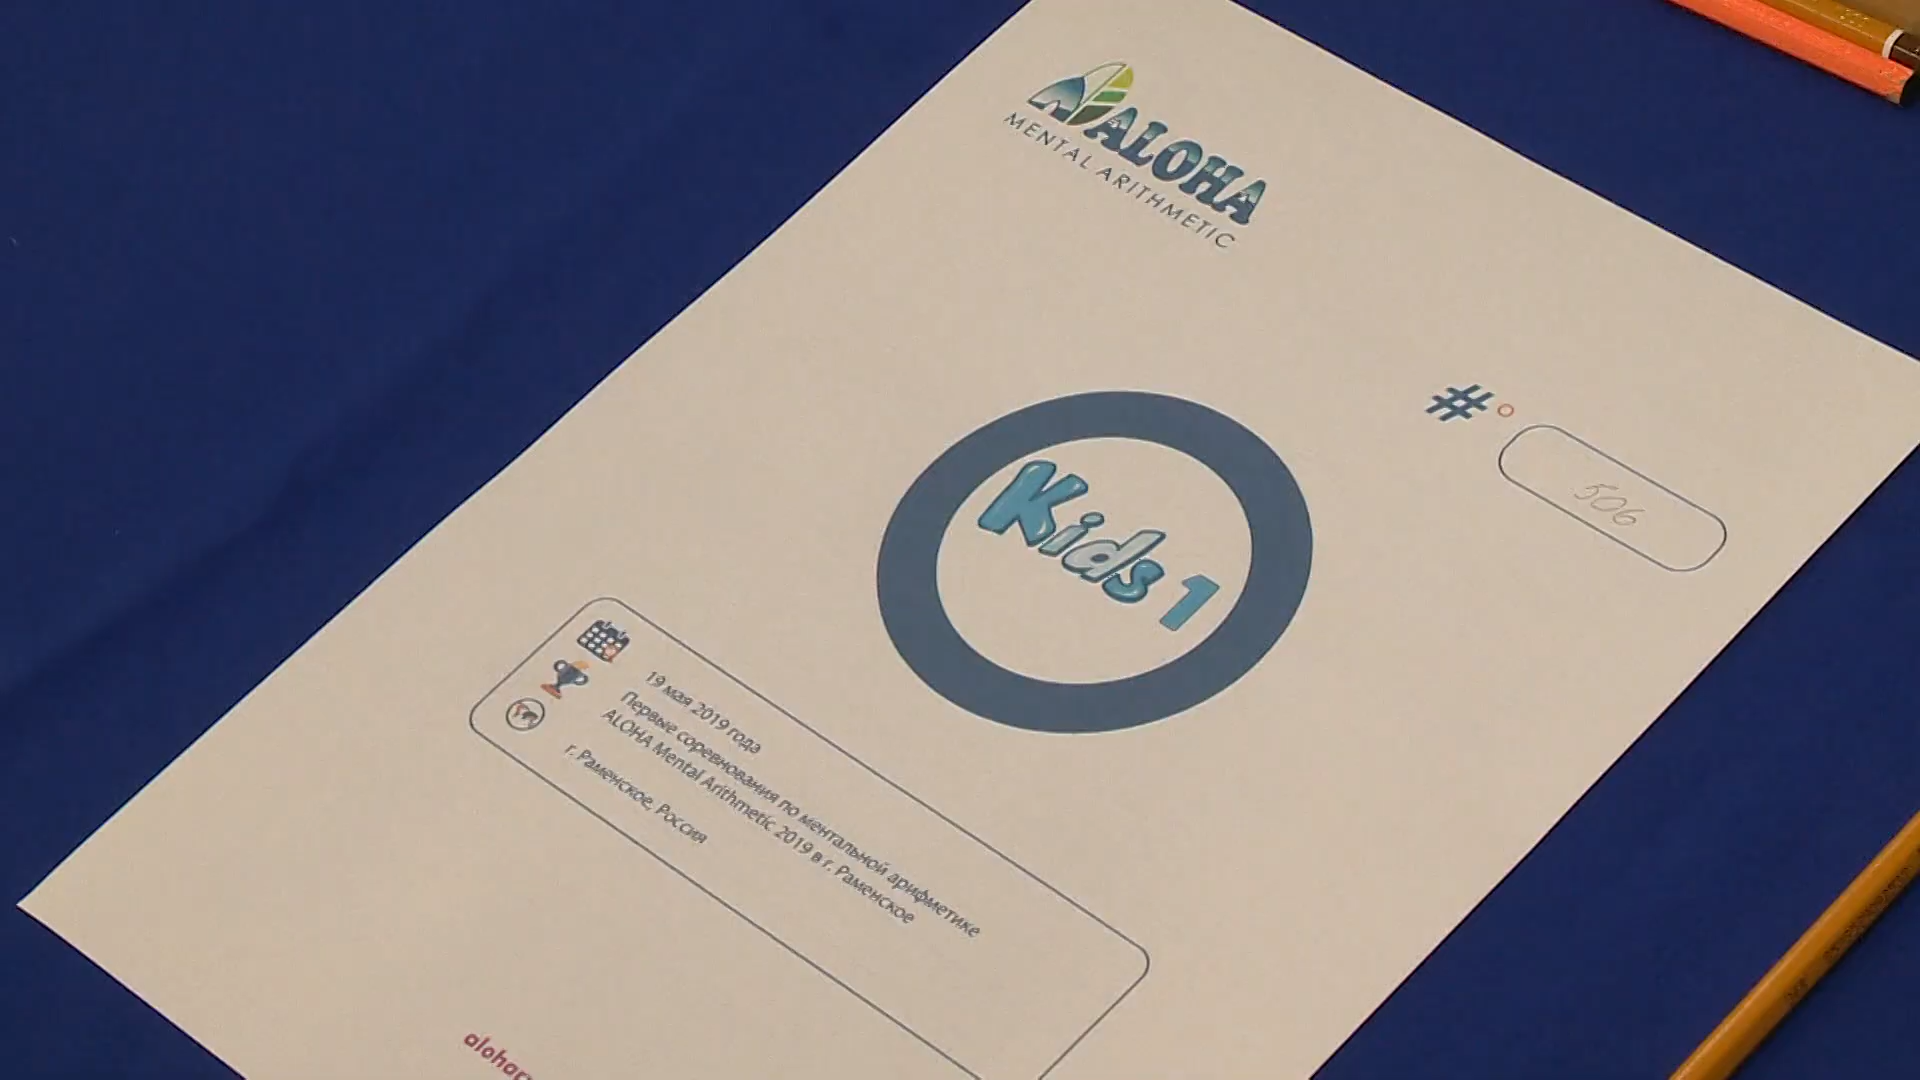 ALOHA
MENTAL ARITHMETIC
#
506
Kids 1
19 мая 2019 года
Первые соревнования по ментальной арифметике
ALOHA Mental Arithmetic 2019 в г. Раменское
г. Раменское, Россия